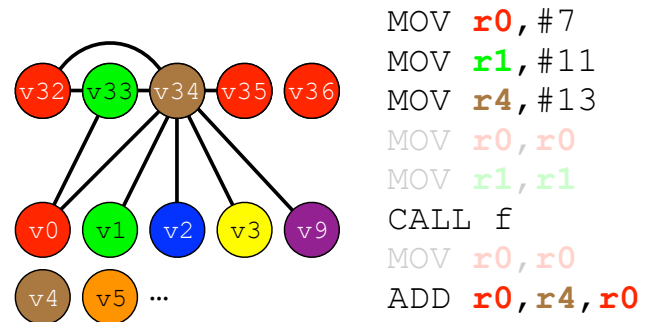 v32 v33 v34 v35 v36
v0 v1 v2 v3 v9
v4 v5 …
MOV r0,#7
MOV r1,#11
MOV r4,#13
MOV r0,r0
MOV r1,r1
CALL f
MOV r0,r0
ADD r0,r4,r0